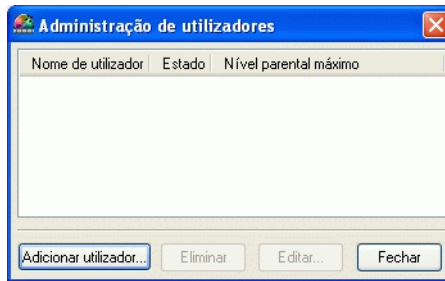 Administração de utilizadores
Nome de utilizador Estado Nível parental máximo
Adicionar utilizador... Eliminar Editar... Fechar